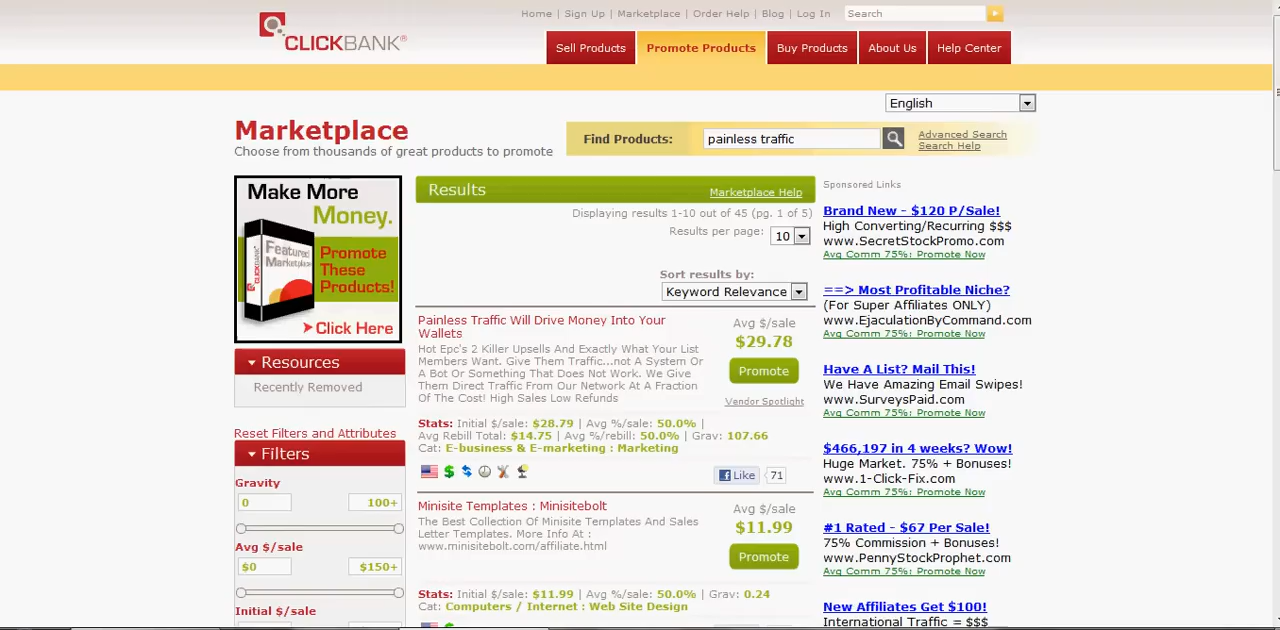 Home | Sign Up | Marketplace | Order Help | Blog | Log In
Search
CLICKBANK®
Sell Products
Promote Products
Buy Products
About Us
Help Center
English
Marketplace
Choose from thousands of great products to promote
Find Products:
painless traffic
Advanced Search
Search Help
Make More
Money.
Featured
Marketplace
CLICKBANK
Promote
These
Products!
Click Here
Resources
Recently Removed
Reset Filters and Attributes
Filters
Gravity
0
100+
Avg $/sale
$0
$150+
Initial $/sale
Results
Marketplace Help
Displaying results 1-10 out of 45 (pg. 1 of 5)
Results per page:
10
Sort results by:
Keyword Relevance
Painless Traffic Will Drive Money Into Your
Wallets
Hot Epc's 2 Killer Upsells And Exactly What Your List
Members Want. Give Them Traffic...not A System Or
A Bot Or Something That Does Not Work. We Give
Them Direct Traffic From Our Network At A Fraction
Of The Cost! High Sales Low Refunds
Avg $/sale
$29.78
Promote
Vendor Spotlight
Stats: Initial $/sale: $28.79 | Avg %/sale: 50.0% |
Avg Rebill Total: $14.75 | Avg %/rebill: 50.0% | Grav: 107.66
Cat: E-business & E-marketing : Marketing
Like
71
Minisite Templates : Minisitebolt
The Best Collection Of Minisite Templates And Sales
Letter Templates. More Info At :
www.minisitebolt.com/affiliate.html
Avg $/sale
$11.99
Promote
Stats: Initial $/sale: $11.99 | Avg %/sale: 50.0% | Grav: 0.24
Cat: Computers / Internet : Web Site Design
Sponsored Links
Brand New - $120 P/Sale!
High Converting/Recurring $$$
www.SecretStockPromo.com
Avg Comm 75%: Promote Now
==> Most Profitable Niche?
(For Super Affiliates ONLY)
www.EjaculationByCommand.com
Avg Comm 75%: Promote Now
Have A List? Mail This!
We Have Amazing Email Swipes!
www.SurveysPaid.com
Avg Comm 75%: Promote Now
$466,197 in 4 weeks? Wow!
Huge Market. 75% + Bonuses!
www.1-Click-Fix.com
Avg Comm 75%: Promote Now
#1 Rated - $67 Per Sale!
75% Commission + Bonuses!
www.PennyStockProphet.com
Avg Comm 75%: Promote Now
New Affiliates Get $100!
International Traffic = $$$